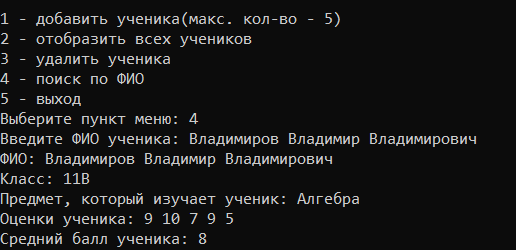 1 - добавить ученика(макс. кол-во - 5)
2 - отобразить всех учеников
3 - удалить ученика
4 - поиск по ФИО
5 - выход
Выберите пункт меню: 4
Введите ФИО ученика: Владимиров Владимир Владимирович
ФИО: Владимиров Владимир Владимирович
Класс: 11В
Предмет, который изучает ученик: Алгебра
Оценки ученика: 9 10 7 9 5
Средний балл ученика: 8